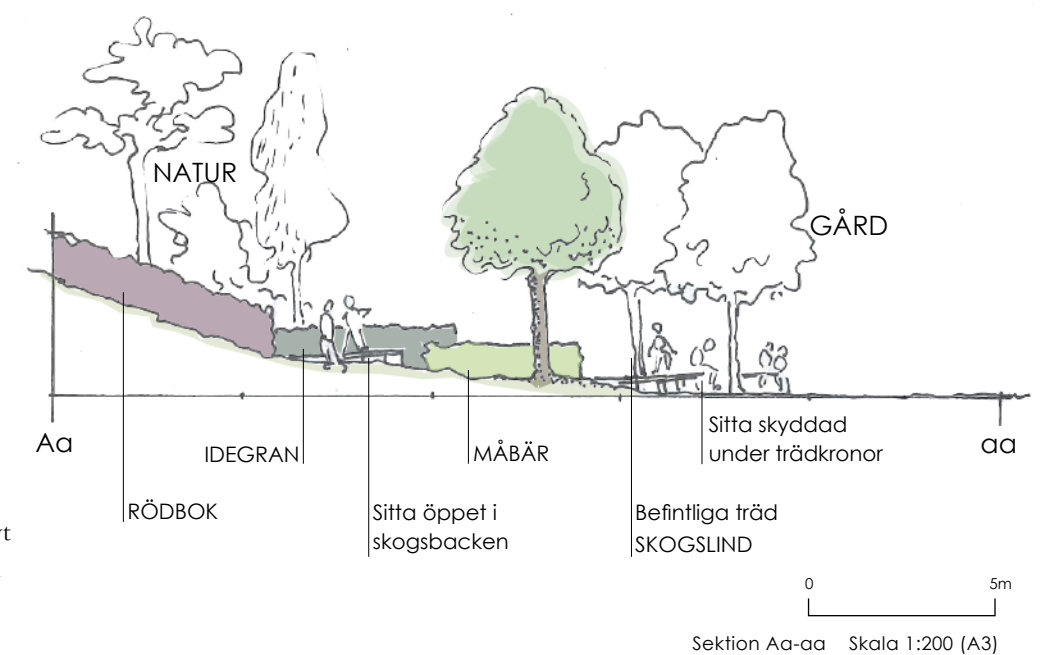 NATUR
GÅRD
Aa
aa
IDEGRAN
MÅBÄR
Sitta skyddad
under trädkronor
RÖDBOK
Sitta öppet i
skogsbacken
Befintliga träd
SKOGSLIND
0 5m
Sektion Aa-aa Skala 1:200 (A3)